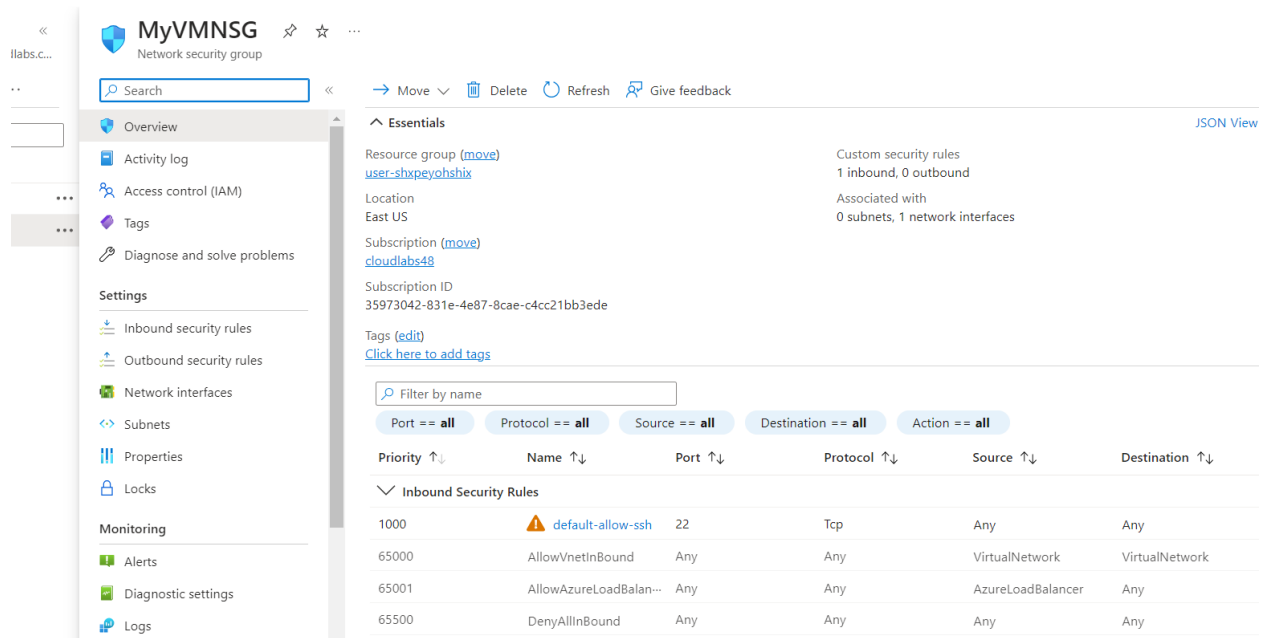 llabs.c...
MyVMNSG
Network security group
Search
Overview
Activity log
Access control (IAM)
Tags
Diagnose and solve problems
Settings
Inbound security rules
Outbound security rules
Network interfaces
Subnets
Properties
Locks
Monitoring
Alerts
Diagnostic settings
Logs
Move Delete Refresh Give feedback
Essentials JSON View
Resource group (move)
user-shxpeyohshix
Location
East US
Subscription (move)
cloudlabs48
Subscription ID
35973042-831e-4e87-8cae-c4cc21bb3ede
Tags (edit)
Click here to add tags
Custom security rules
1 inbound, 0 outbound
Associated with
0 subnets, 1 network interfaces
Filter by name
Port == all Protocol == all Source == all Destination == all Action == all
Priority Name Port Protocol Source Destination
Inbound Security Rules
1000 default-allow-ssh 22 Tcp Any Any
65000 AllowVnetInBound Any Any VirtualNetwork VirtualNetwork
65001 AllowAzureLoadBalan... Any Any AzureLoadBalancer Any
65500 DenyAllInBound Any Any Any Any